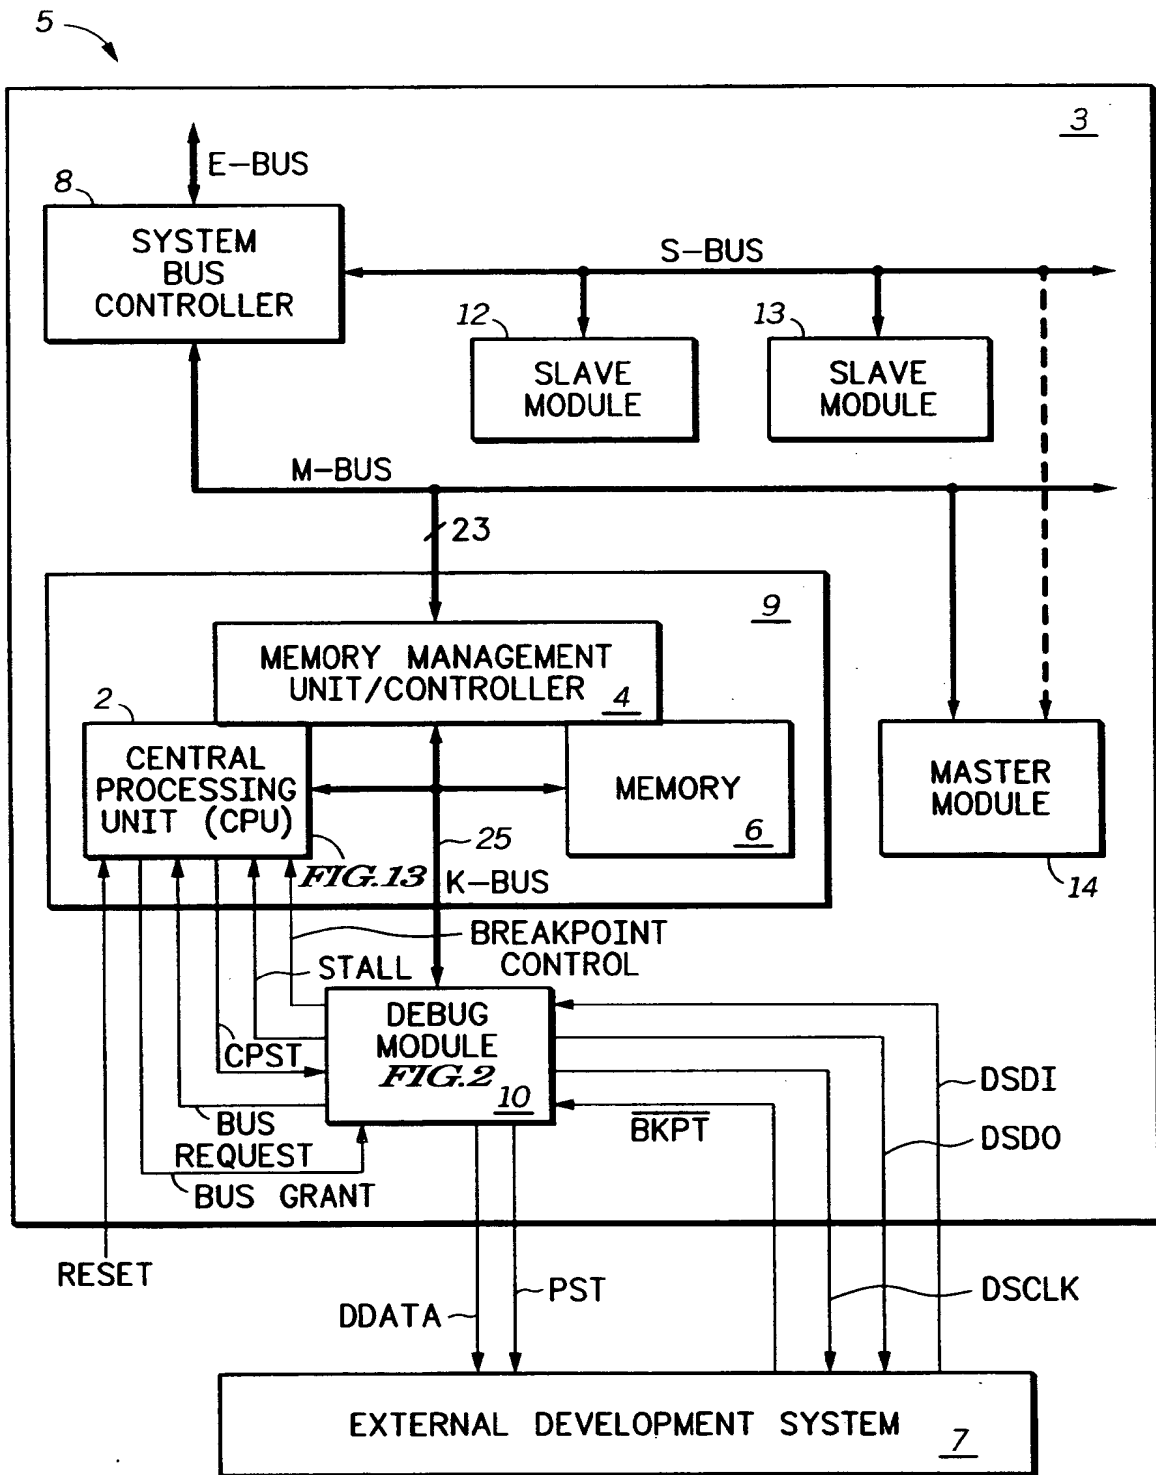 5
3
E-BUS
8
SYSTEM
BUS
CONTROLLER
S-BUS
12
SLAVE
MODULE
13
SLAVE
MODULE
M-BUS
23
9
MEMORY MANAGEMENT
UNIT/CONTROLLER
4
2
CENTRAL
PROCESSING
UNIT (CPU)
FIG.13
MEMORY
6
MASTER
MODULE
14
25
K-BUS
BREAKPOINT
CONTROL
STALL
CPST
BUS
REQUEST
BUS GRANT
DEBUG
MODULE
FIG.2
10
BKPT
DSDI
DSDO
RESET
DDATA
PST
DSCLK
EXTERNAL DEVELOPMENT SYSTEM
7